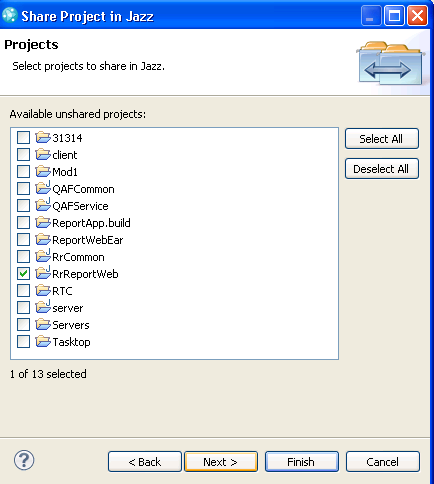 Share Project in Jazz
Projects
Select projects to share in Jazz.
Available unshared projects:
31314
client
Mod1
QAFCommon
QAFService
ReportApp.build
ReportWebEar
RrCommon
RrReportWeb
RTC
server
Servers
Tasktop
Select All
Deselect All
1 of 13 selected
?
< Back
Next >
Finish
Cancel